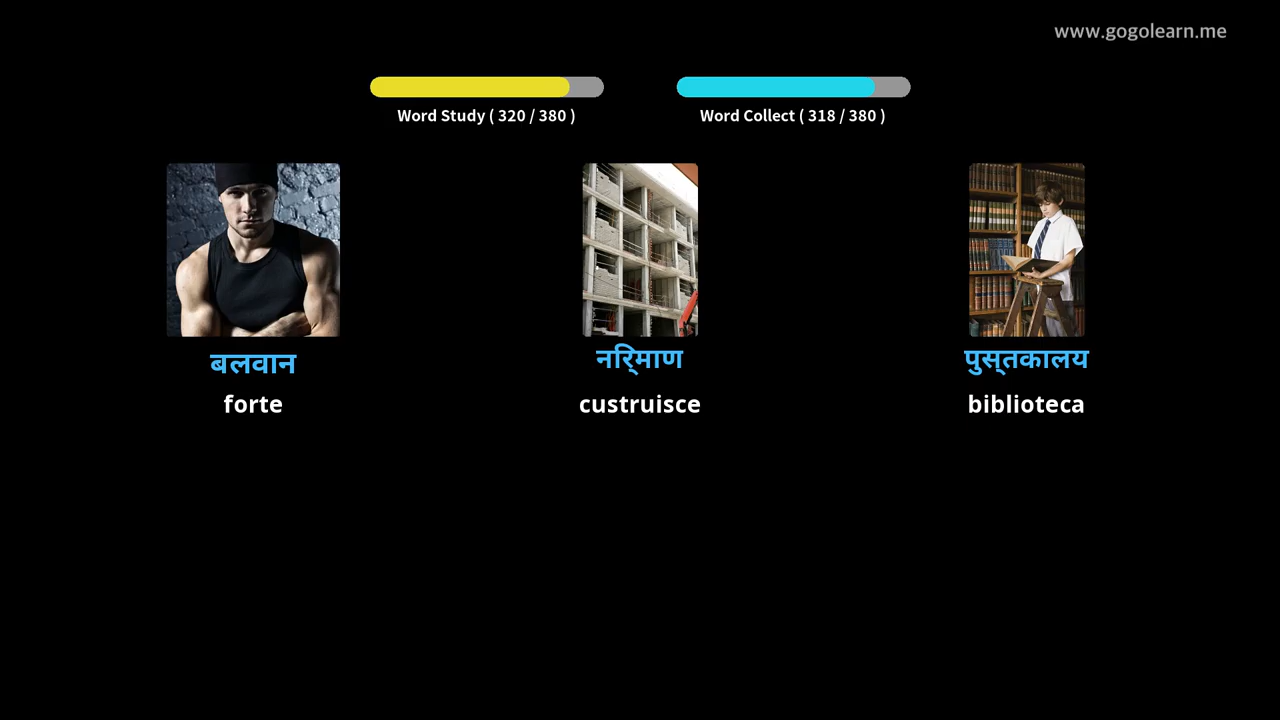 www.gogolearn.me
Word Study ( 320 / 380 )
Word Collect ( 318 / 380 )
बलवान
नर्िमाण
पुस्तकालय
forte
custruisce
biblioteca